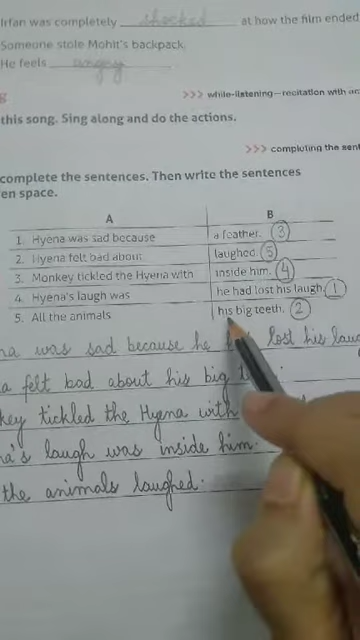 Irfan was completely shocked at how the film ended
Someone stole Mohit's backpack.
He feels angry
g >>> while-listening—recitation with ac
this song. Sing along and do the actions.
>>> completing the sent
complete the sentences. Then write the sentences
en space.
A B
1. Hyena was sad because a feather. 3
2. Hyena felt bad about laughed. 5
3. Monkey tickled the Hyena with inside him. 4
4. Hyena's laugh was he had lost his laugh. 1
5. All the animals his big teeth. 2
na was sad because he lost his lau
a felt bad about his big
key tickled the Hyena with
na's laugh was inside him.
the animals laughed.